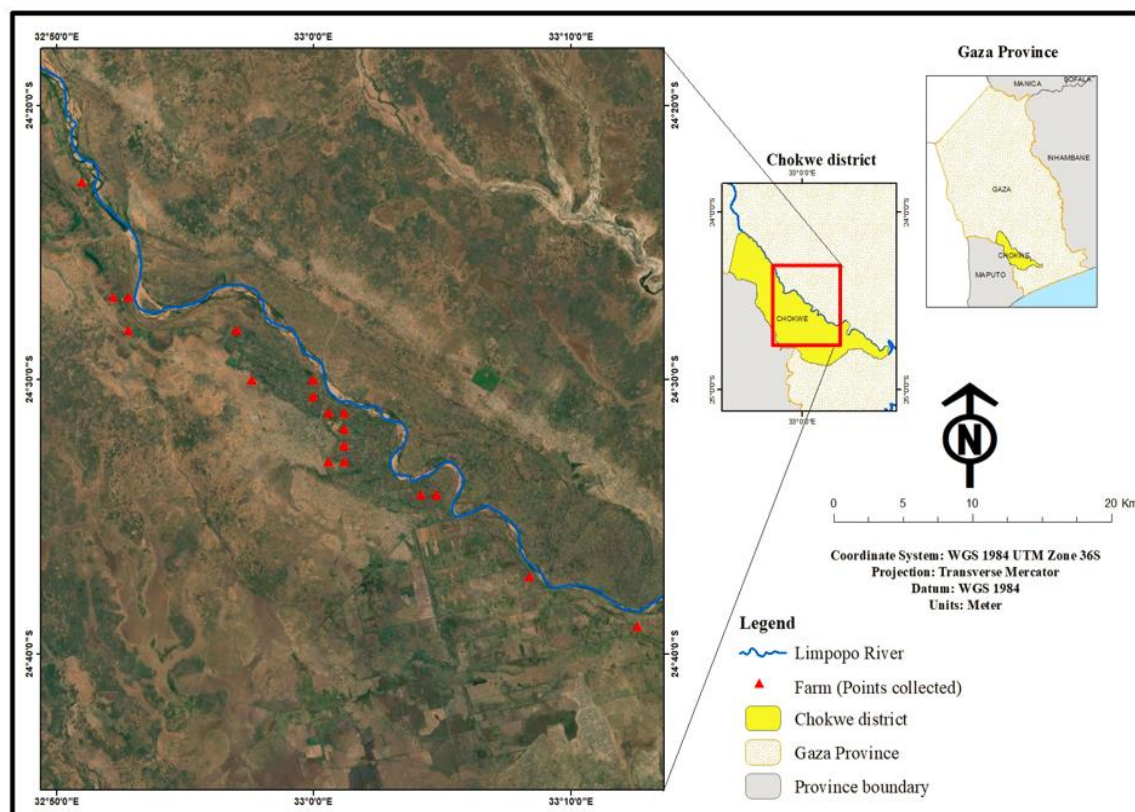 32°50'0"E 33°0'0"E 33°10'0"E
24°20'0"S
24°30'0"S
24°40'0"S
24°20'0"S
24°30'0"S
24°40'0"S
32°50'0"E 33°0'0"E 33°10'0"E
Chokwe district
33°0'0"E
24°0'0"S
25°0'0"S
24°0'0"S
25°0'0"S
CHOKWE
33°0'0"E
Gaza Province
MANICA
SOFALA
INHAMBANE
GAZA
CHOKWE
MAPUTO
N
0 5 10 20 Km
Coordinate System: WGS 1984 UTM Zone 36S
Projection: Transverse Mercator
Datum: WGS 1984
Units: Meter
Legend
Limpopo River
Farm (Points collected)
Chokwe district
Gaza Province
Province boundary